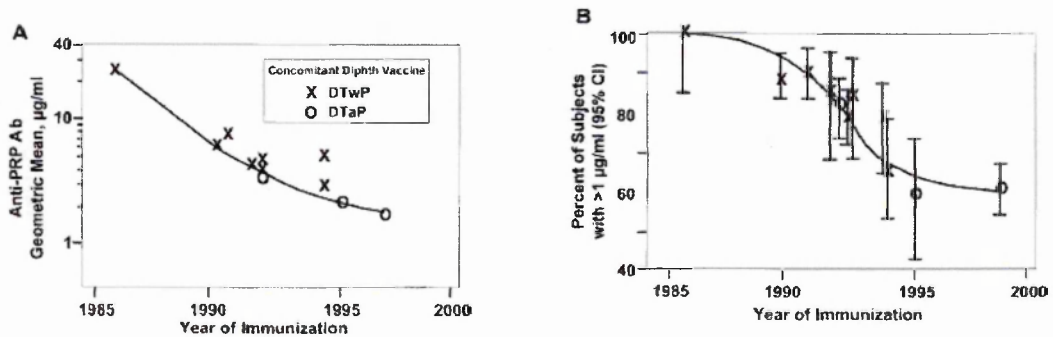 A
Anti-PRP Ab
Geometric Mean, µg/ml
40
10
1
Concomitant Diphth Vaccine
X DTwP
O DTaP
1985 1990 1995 2000
Year of Immunization
B
Percent of Subjects
with >1 µg/ml (95% CI)
100
80
60
40
1985 1990 1995 2000
Year of Immunization